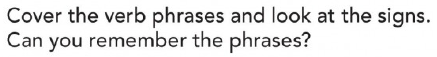 Cover the verb phrases and look at the signs.
Can you remember the phrases?